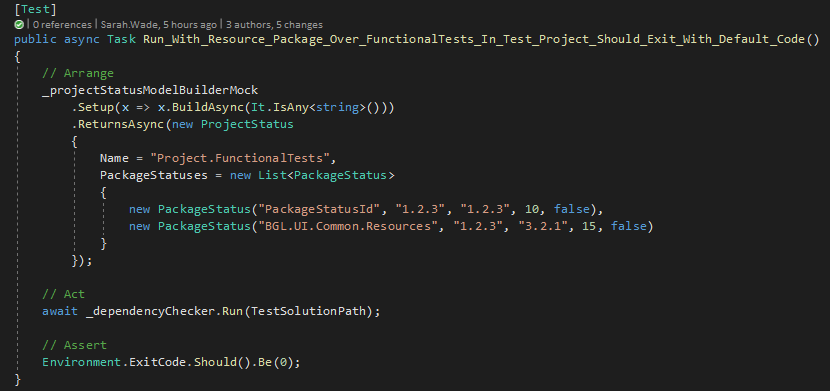 [Test]
| 0 references | Sarah.Wade, 5 hours ago | 3 authors, 5 changes
public async Task Run_With_Resource_Package_Over_FunctionalTests_In_Test_Project_Should_Exit_With_Default_Code()
{
// Arrange
_projectStatusModelBuilderMock
.Setup(x => x.BuildAsync(It.IsAny<string>()))
.ReturnsAsync(new ProjectStatus
{
Name = "Project.FunctionalTests",
PackageStatuses = new List<PackageStatus>
{
new PackageStatus("PackageStatusId", "1.2.3", "1.2.3", 10, false),
new PackageStatus("BGL.UI.Common.Resources", "1.2.3", "3.2.1", 15, false)
}
});
// Act
await _dependencyChecker.Run(TestSolutionPath);
// Assert
Environment.ExitCode.Should().Be(0);
}